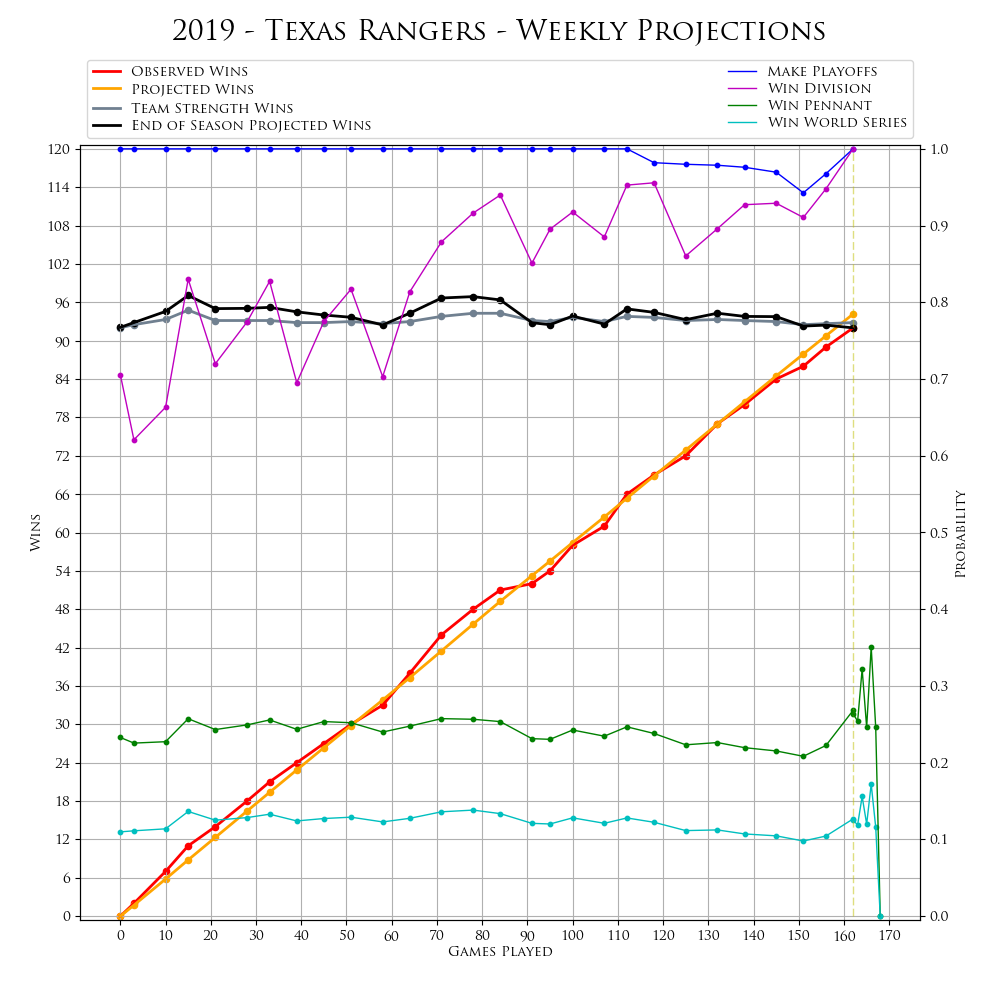 2019 - Texas Rangers - Weekly Projections
Observed Wins
Projected Wins
Team Strength Wins
End of Season Projected Wins
Make Playoffs
Win Division
Win Pennant
Win World Series
120
114
108
102
96
90
84
78
72
66
60
54
48
42
36
30
24
18
12
6
0
Wins
1.0
0.9
0.8
0.7
0.6
0.5
0.4
0.3
0.2
0.1
0.0
Probability
0 10 20 30 40 50 60 70 80 90 100 110 120 130 140 150 160 170
Games Played